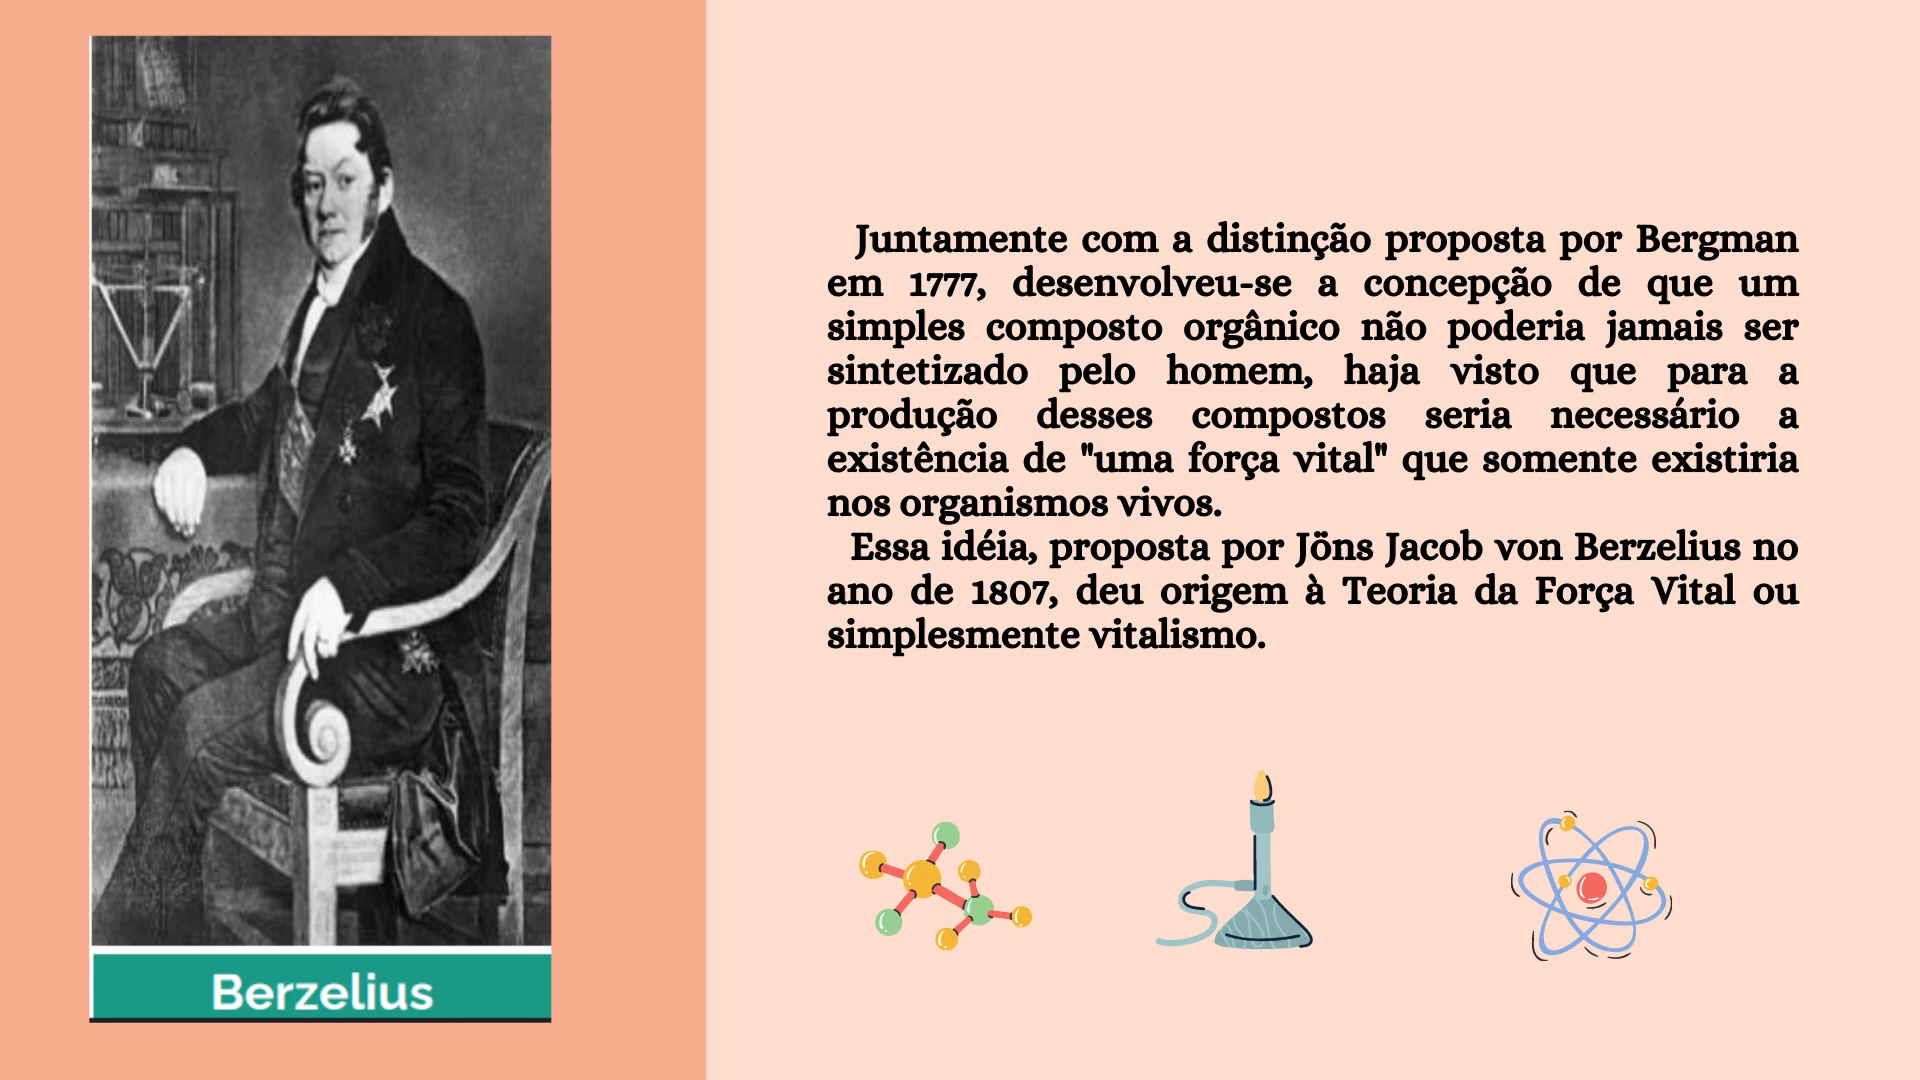 Juntamente com a distinção proposta por Bergman
em 1777, desenvolveu-se a concepção de que um
simples composto orgânico não poderia jamais ser
sintetizado pelo homem, haja visto que para a
produção desses compostos seria necessário a
existência de "uma força vital" que somente existiria
nos organismos vivos.
Essa idéia, proposta por Jöns Jacob von Berzelius no
ano de 1807, deu origem à Teoria da Força Vital ou
simplesmente vitalismo.
Berzelius